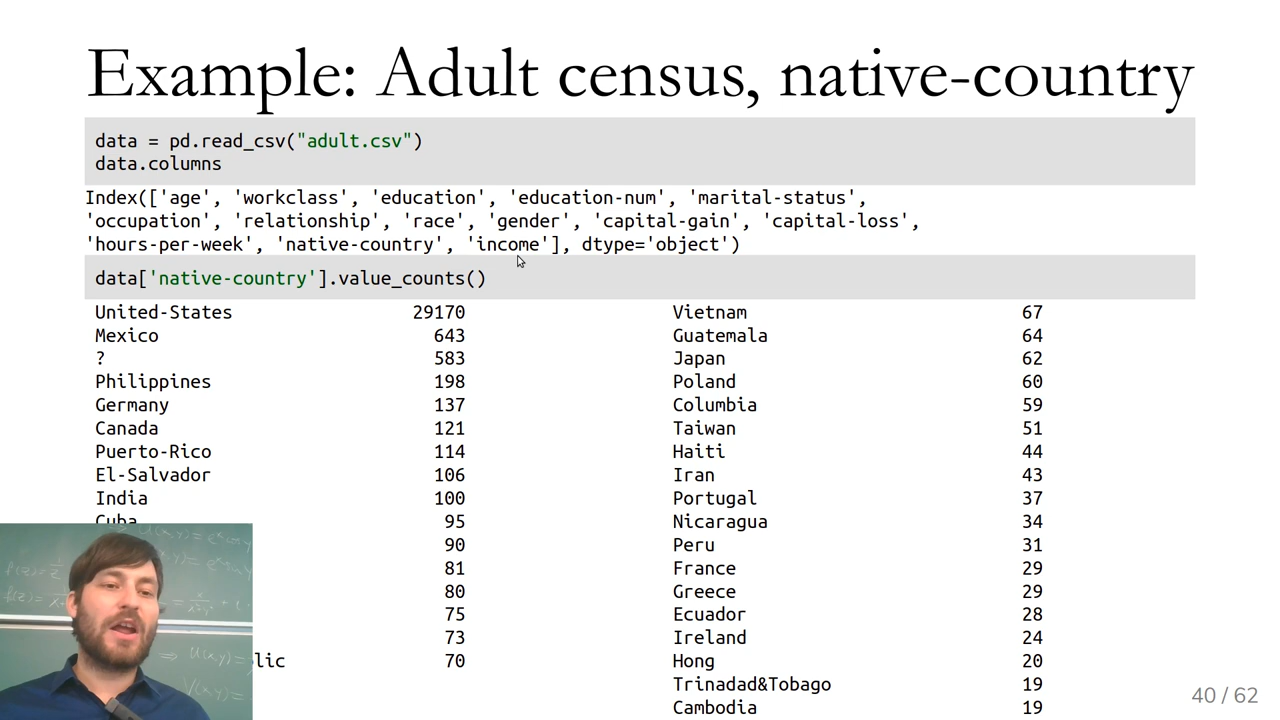 Example: Adult census, native-country
data = pd.read_csv("adult.csv")
data.columns
Index(['age', 'workclass', 'education', 'education-num', 'marital-status',
'occupation', 'relationship', 'race', 'gender', 'capital-gain', 'capital-loss',
'hours-per-week', 'native-country', 'income'], dtype='object')
data['native-country'].value_counts()
United-States 29170
Mexico 643
? 583
Philippines 198
Germany 137
Canada 121
Puerto-Rico 114
El-Salvador 106
India 100
Cuba 95
90
81
80
75
73
lic 70
Vietnam 67
Guatemala 64
Japan 62
Poland 60
Columbia 59
Taiwan 51
Haiti 44
Iran 43
Portugal 37
Nicaragua 34
Peru 31
France 29
Greece 29
Ecuador 28
Ireland 24
Hong 20
Trinadad&Tobago 19
Cambodia 19
40 / 62